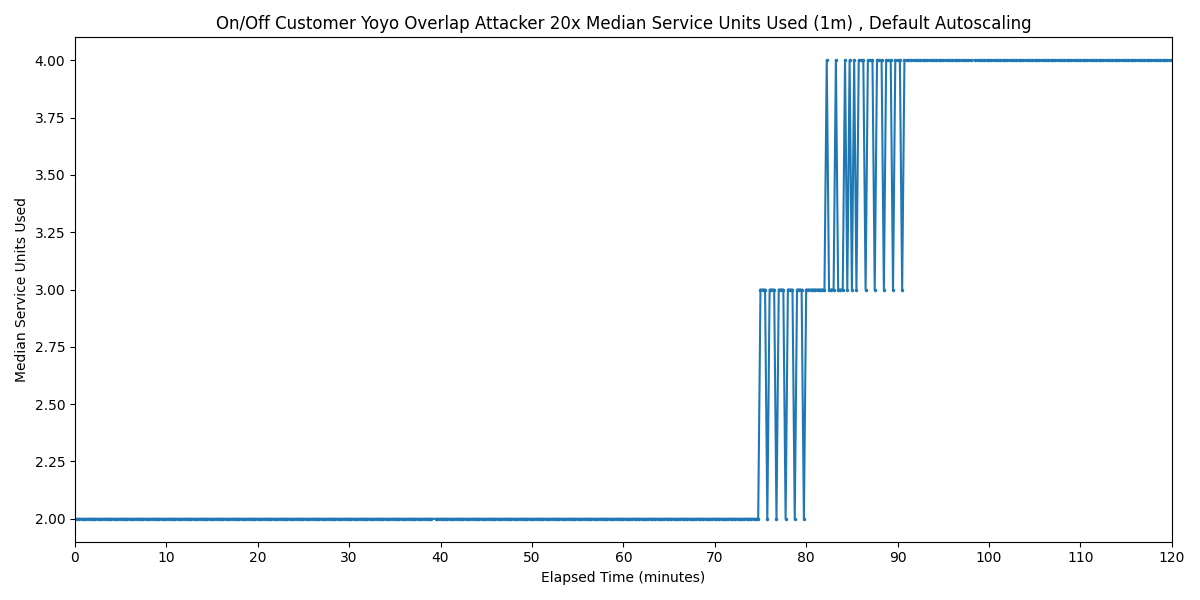 On/Off Customer Yoyo Overlap Attacker 20x Median Service Units Used (1m) , Default Autoscaling
4.00
3.75
3.50
3.25
3.00
2.75
2.50
2.25
2.00
Median Service Units Used
0 10 20 30 40 50 60 70 80 90 100 110 120
Elapsed Time (minutes)